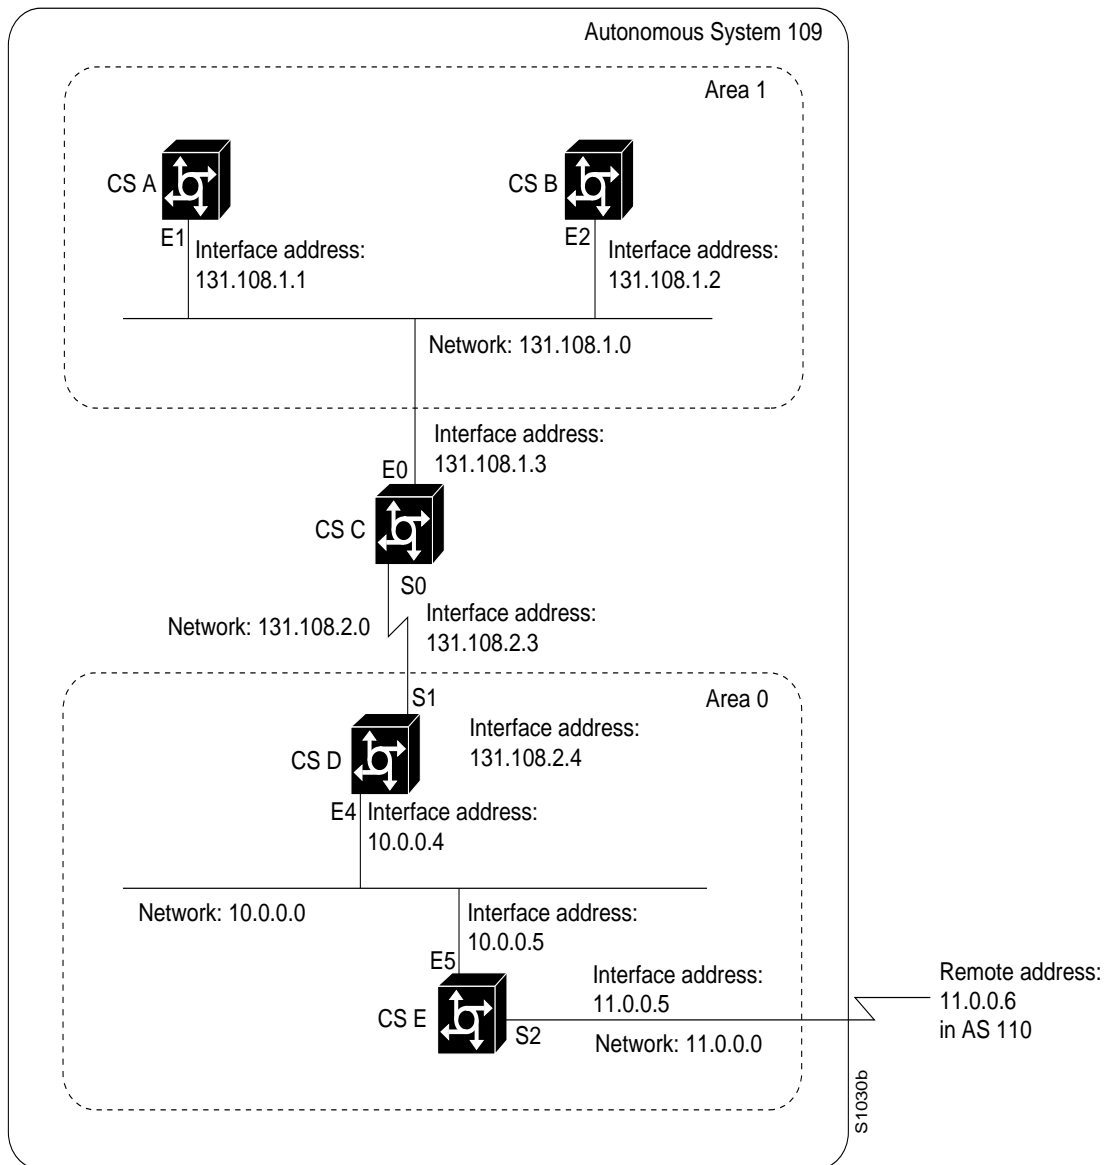 Autonomous System 109
Area 1
CS A
CS B
E1
E2
Interface address:
131.108.1.1
Interface address:
131.108.1.2
Network: 131.108.1.0
Interface address:
131.108.1.3
E0
CS C
S0
Network: 131.108.2.0
Interface address:
131.108.2.3
Area 0
S1
Interface address:
131.108.2.4
CS D
E4
Interface address:
10.0.0.4
Network: 10.0.0.0
Interface address:
10.0.0.5
E5
CS E
S2
Interface address:
11.0.0.5
Network: 11.0.0.0
Remote address:
11.0.0.6
in AS 110
S1030b